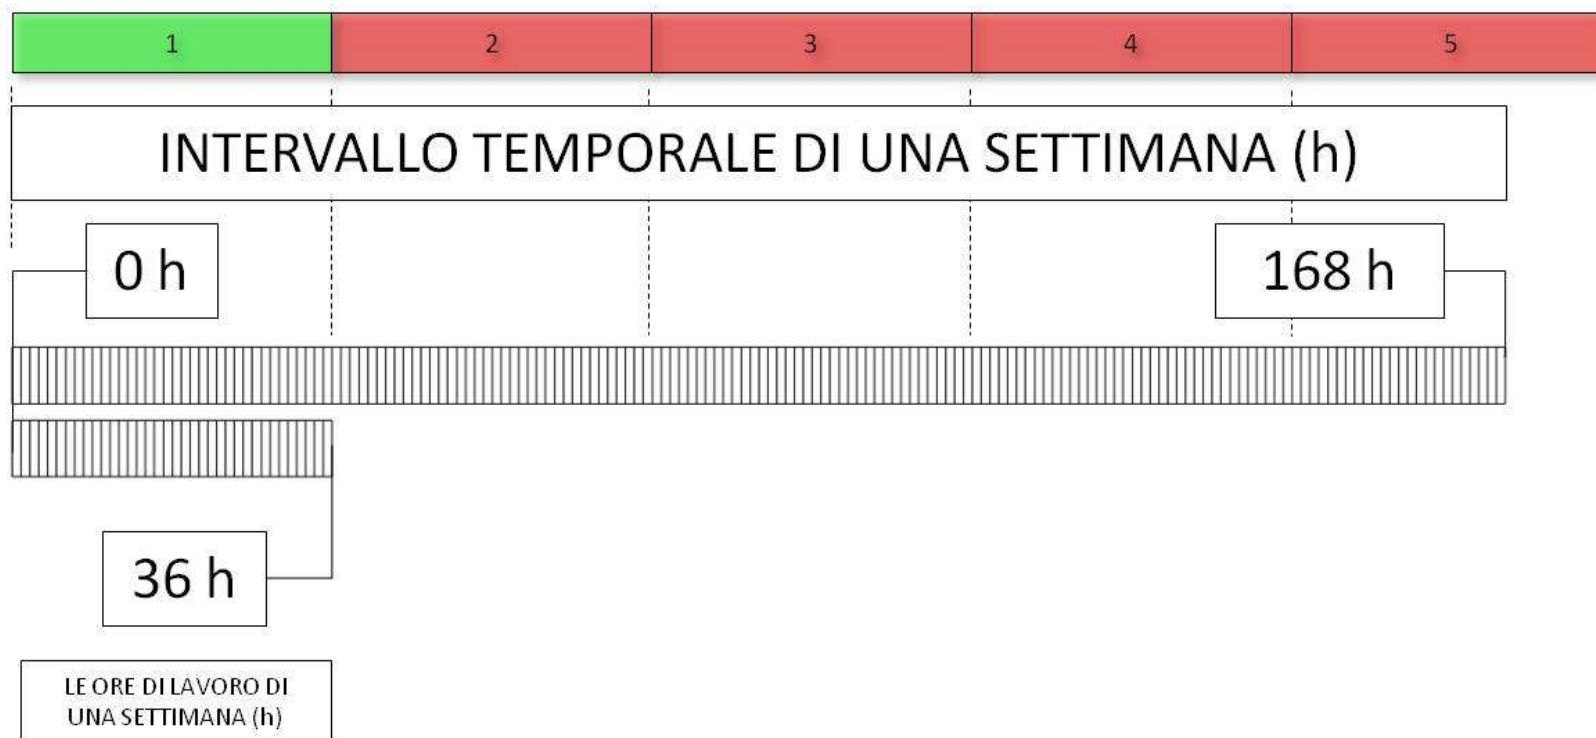 1 2 3 4 5
INTERVALLO TEMPORALE DI UNA SETTIMANA (h)
0 h 168 h
36 h
LE ORE DI LAVORO DI
UNA SETTIMANA (h)